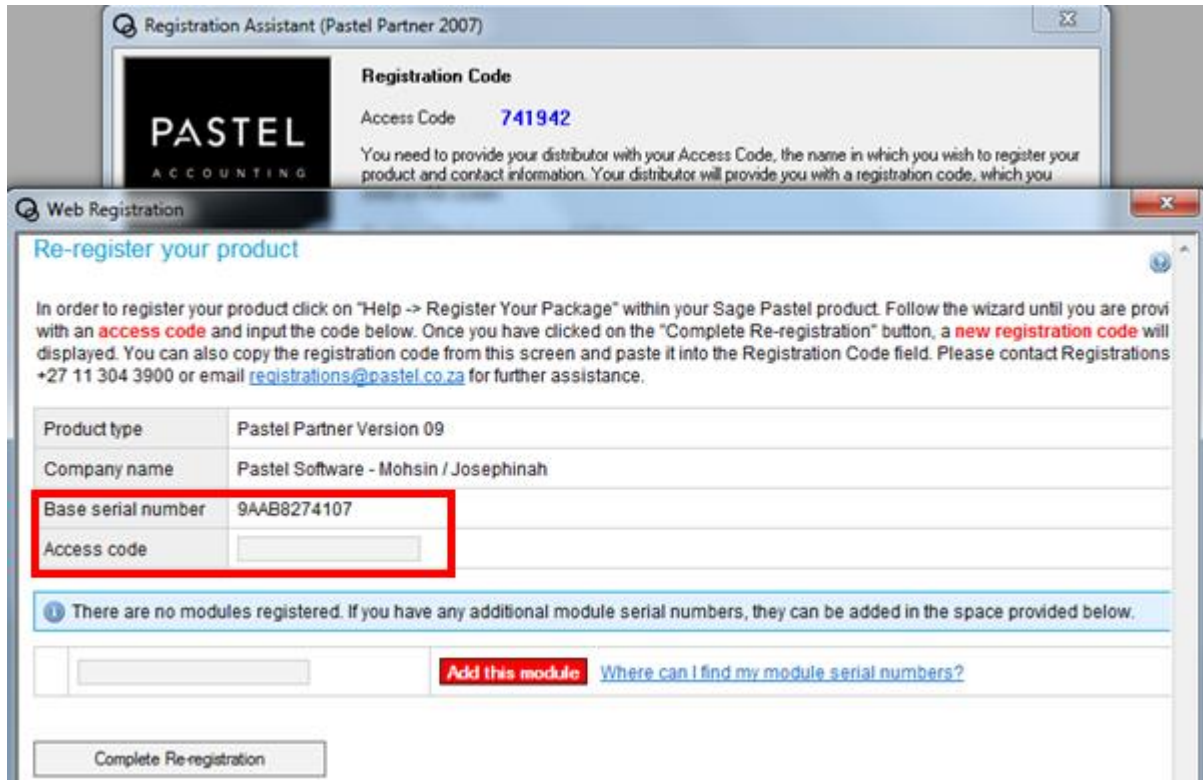 Registration Assistant (Pastel Partner 2007)
Registration Code
Access Code 741942
You need to provide your distributor with your Access Code, the name in which you wish to register your
product and contact information. Your distributor will provide you with a registration code, which you
PASTEL
ACCOUNTING
Web Registration
Re-register your product
In order to register your product click on "Help -> Register Your Package" within your Sage Pastel product. Follow the wizard until you are provi
with an access code and input the code below. Once you have clicked on the "Complete Re-registration" button, a new registration code will
displayed. You can also copy the registration code from this screen and paste it into the Registration Code field. Please contact Registrations
+27 11 304 3900 or email registrations@pastel.co.za for further assistance.
Product type Pastel Partner Version 09
Company name Pastel Software - Mohsin / Josephinah
Base serial number 9AAB8274107
Access code
There are no modules registered. If you have any additional module serial numbers, they can be added in the space provided below.
Add this module Where can I find my module serial numbers?
Complete Re-registration